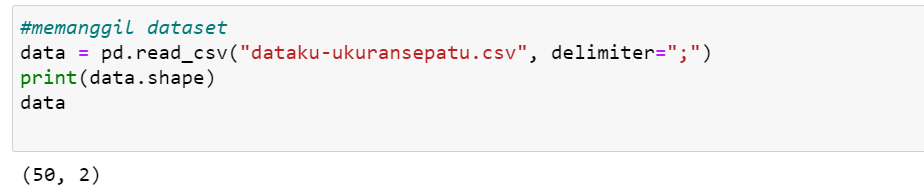 #memanggil dataset
data = pd.read_csv("dataku-ukuransepatu.csv", delimiter=";")
print(data.shape)
data
(50, 2)